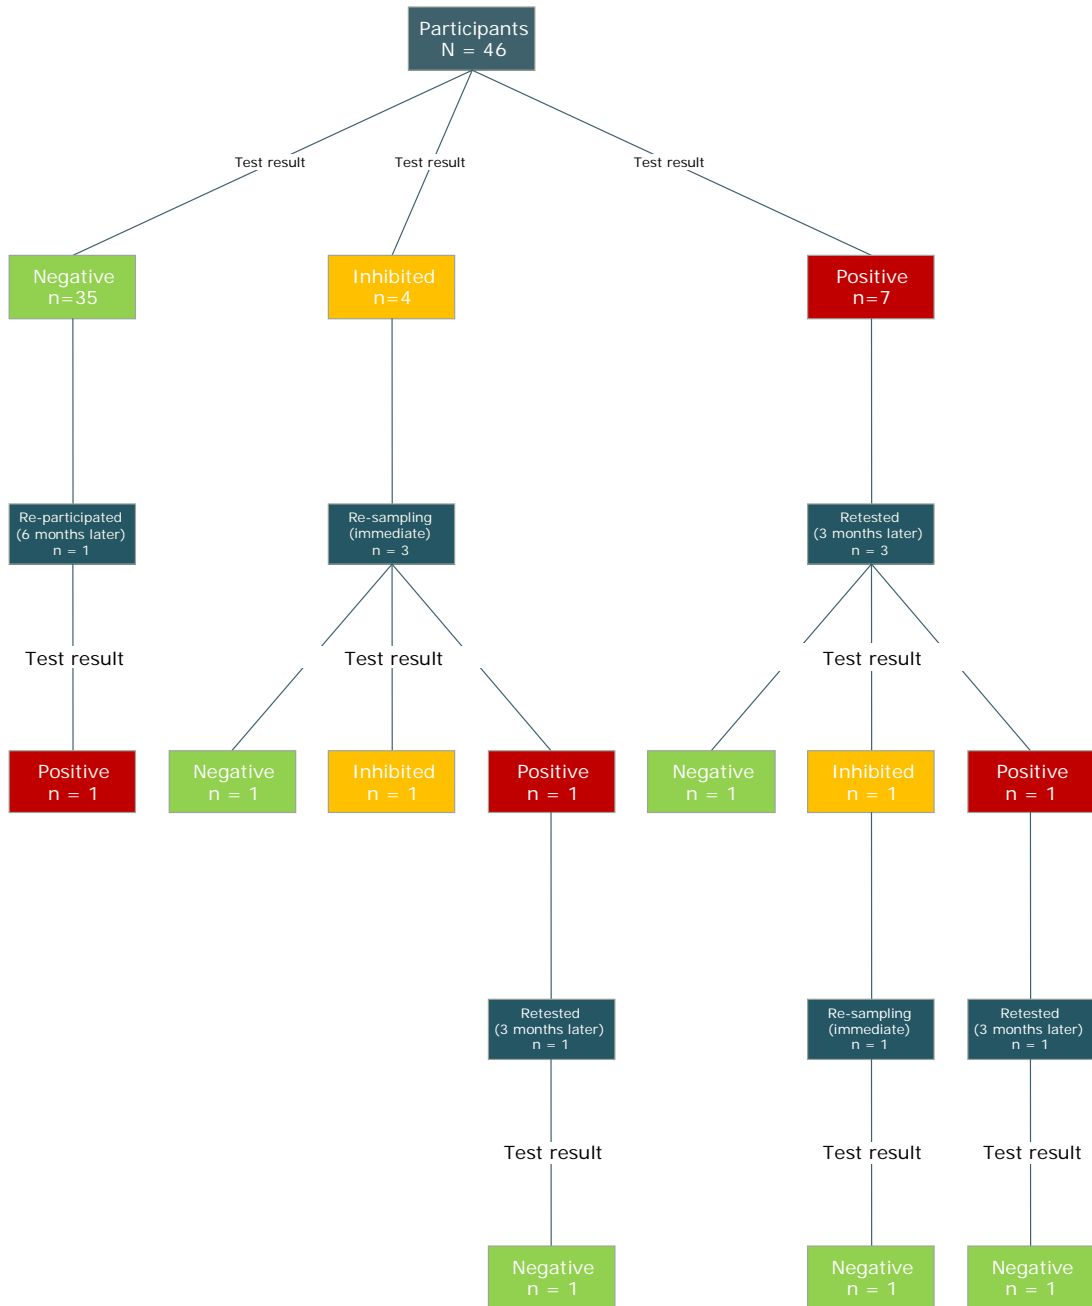 Participants
N = 46
Test result
Test result
Test result
Negative
n=35
Inhibited
n=4
Positive
n=7
Re-participated
(6 months later)
n = 1
Re-sampling
(immediate)
n = 3
Retested
(3 months later)
n = 3
Test result
Test result
Test result
Positive
n = 1
Negative
n = 1
Inhibited
n = 1
Positive
n = 1
Negative
n = 1
Inhibited
n = 1
Positive
n = 1
Retested
(3 months later)
n = 1
Re-sampling
(immediate)
n = 1
Retested
(3 months later)
n = 1
Test result
Test result
Test result
Negative
n = 1
Negative
n = 1
Negative
n = 1